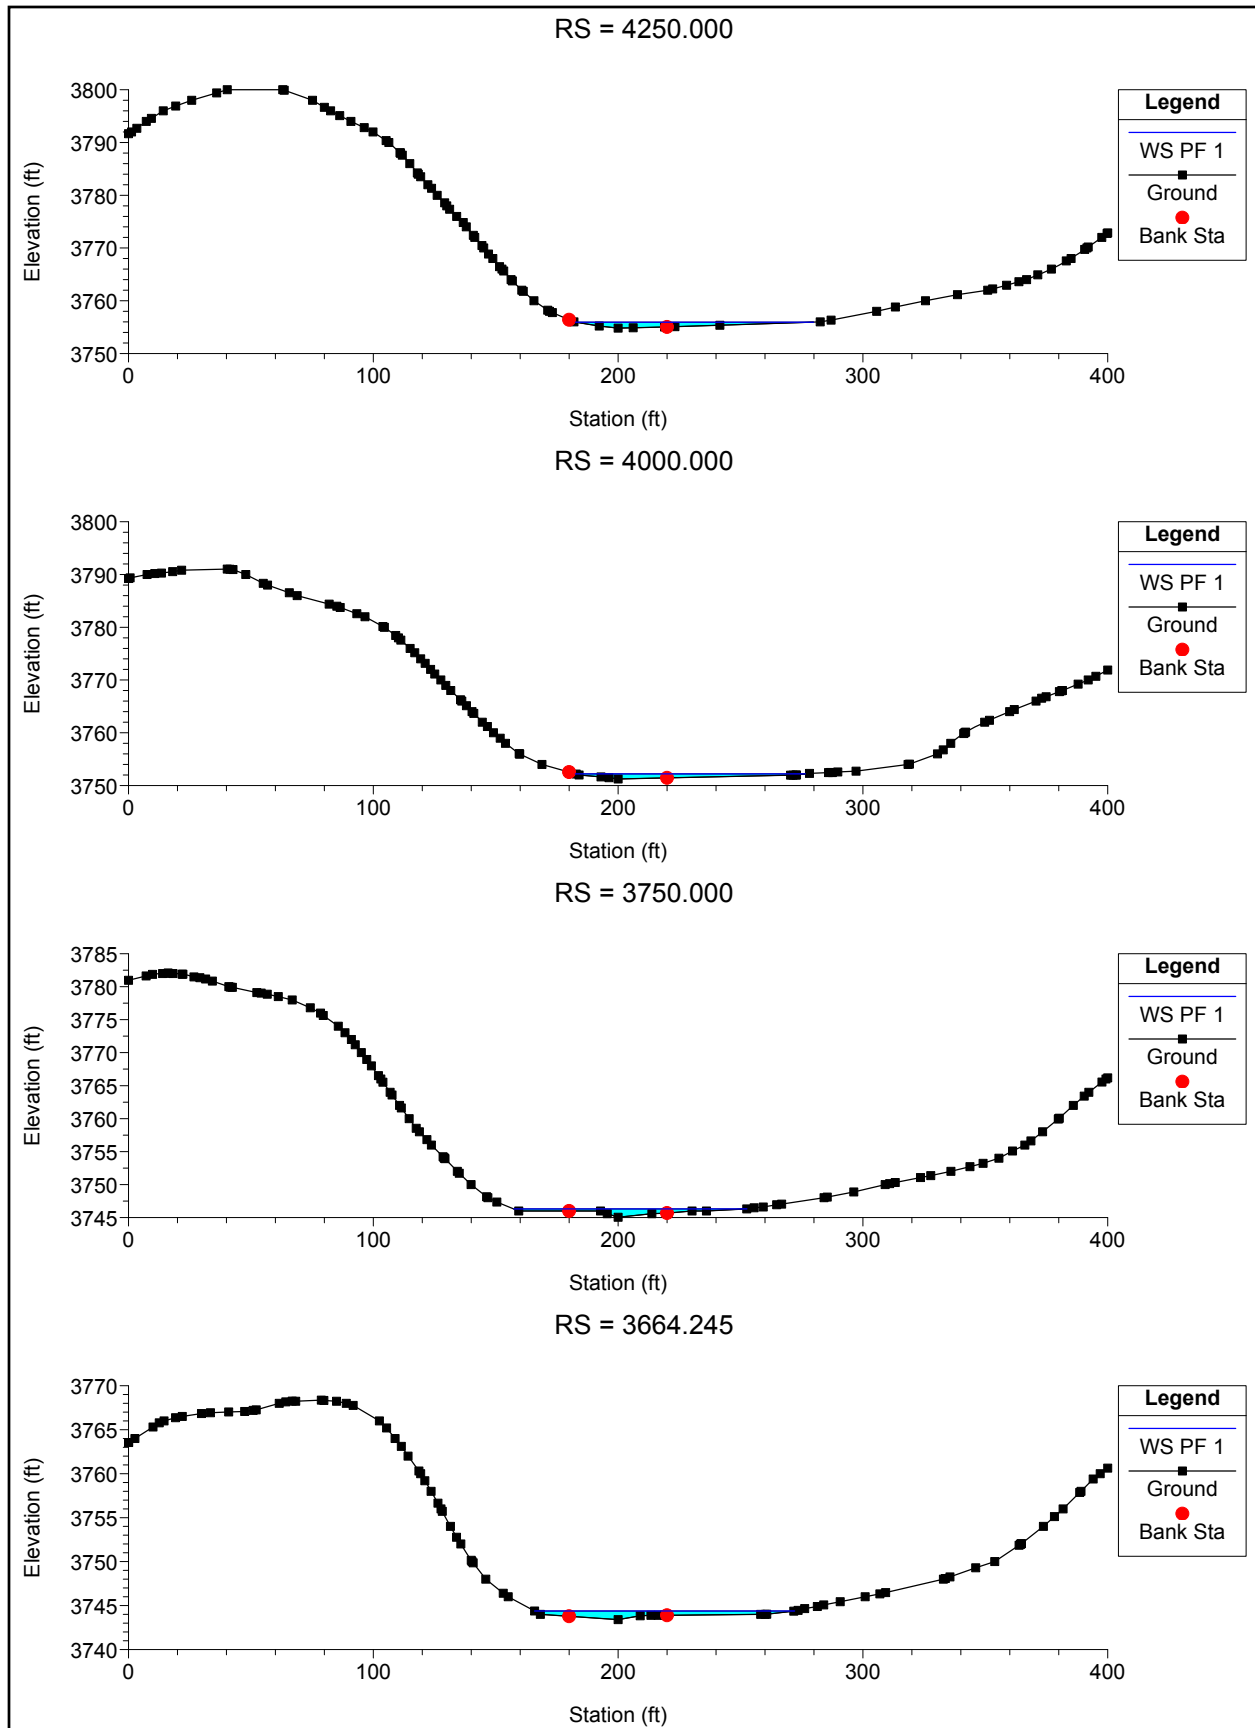 RS = 4250.000
3800
3790
3780
3770
3760
3750
Elevation (ft)
0 100 200 300 400
Station (ft)
Legend
WS PF 1
Ground
Bank Sta
RS = 4000.000
3800
3790
3780
3770
3760
3750
Elevation (ft)
0 100 200 300 400
Station (ft)
Legend
WS PF 1
Ground
Bank Sta
RS = 3750.000
3785
3780
3775
3770
3765
3760
3755
3750
3745
Elevation (ft)
0 100 200 300 400
Station (ft)
Legend
WS PF 1
Ground
Bank Sta
RS = 3664.245
3770
3765
3760
3755
3750
3745
3740
Elevation (ft)
0 100 200 300 400
Station (ft)
Legend
WS PF 1
Ground
Bank Sta